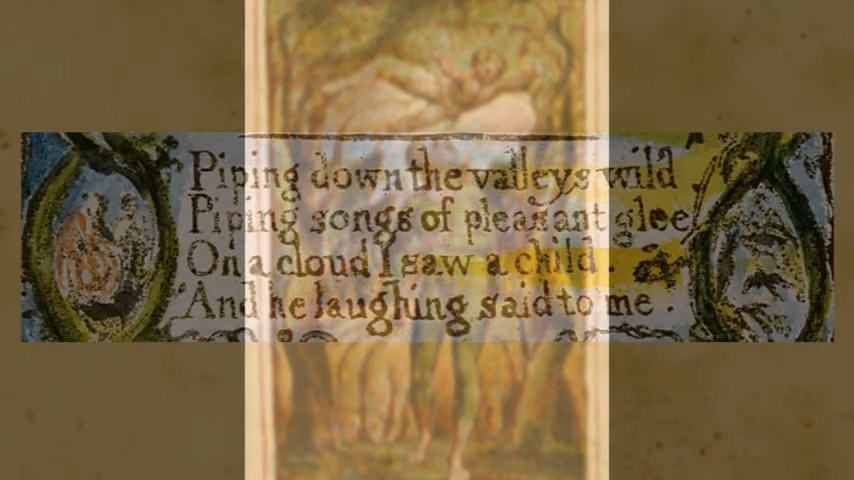 Piping down the valleys wild
Piping songs of pleasant glee
On a cloud I saw a child .
And he laughing said to me .